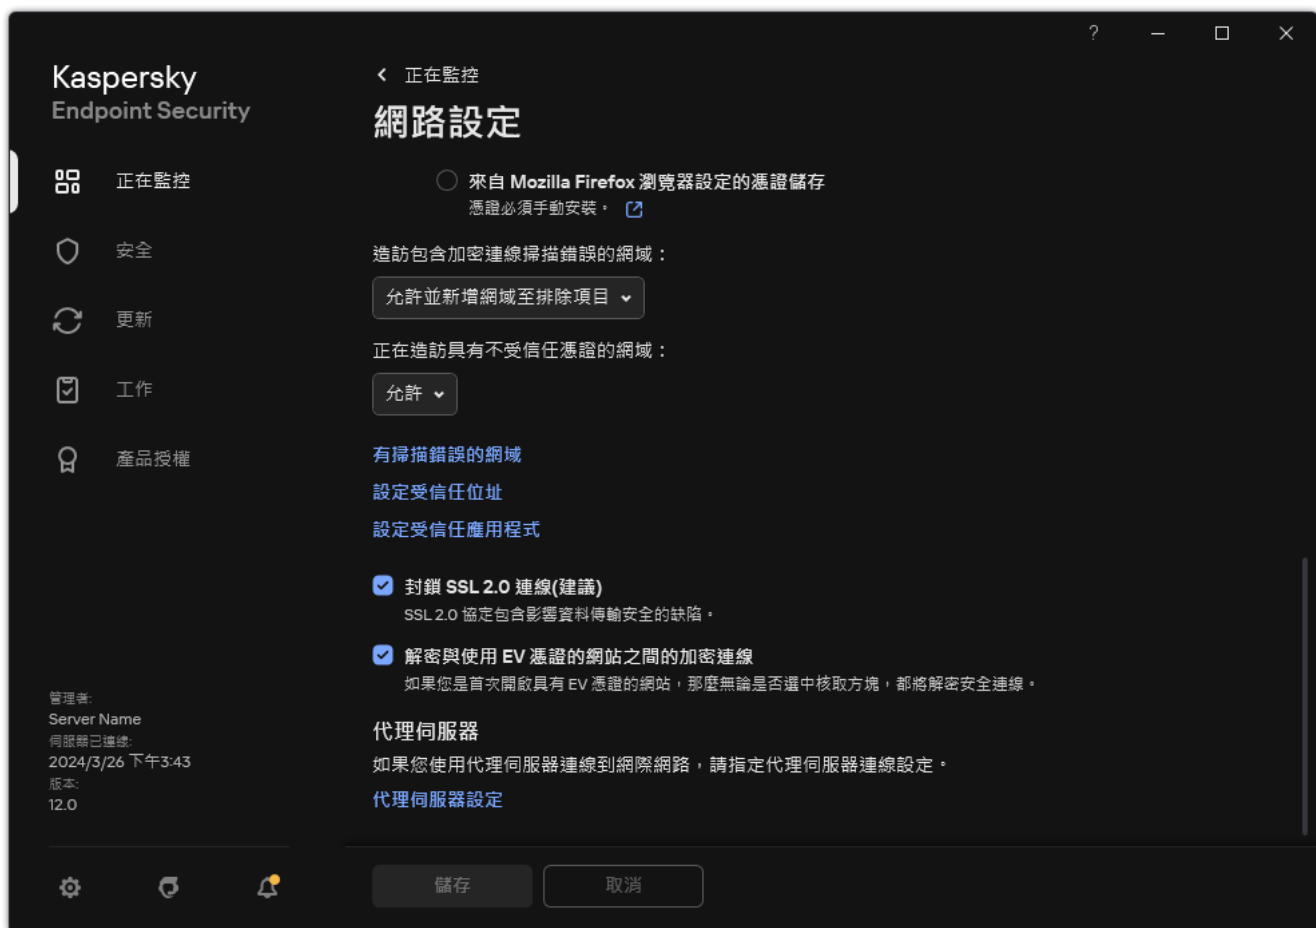 ?
Kaspersky
Endpoint Security
正在監控
安全
更新
工作
產品授權
管理者:
Server Name
伺服器已連線:
2024/3/26 下午3:43
版本:
12.0
正在監控
網路設定
來自 Mozilla Firefox 瀏覽器設定的憑證儲存
憑證必須手動安裝。
造訪包含加密連線掃描錯誤的網域：
允許並新增網域至排除項目
正在造訪具有不受信任憑證的網域：
允許
有掃描錯誤的網域
設定受信任位址
設定受信任應用程式
封鎖 SSL 2.0 連線(建議)
SSL 2.0 協定包含影響資料傳輸安全的缺陷。
解密與使用 EV 憑證的網站之間的加密連線
如果您是首次開啟具有 EV 憑證的網站，那麼無論是否選中核取方塊，都將解密安全連線。
代理伺服器
如果您使用代理伺服器連線到網際網路，請指定代理伺服器連線設定。
代理伺服器設定
儲存
取消